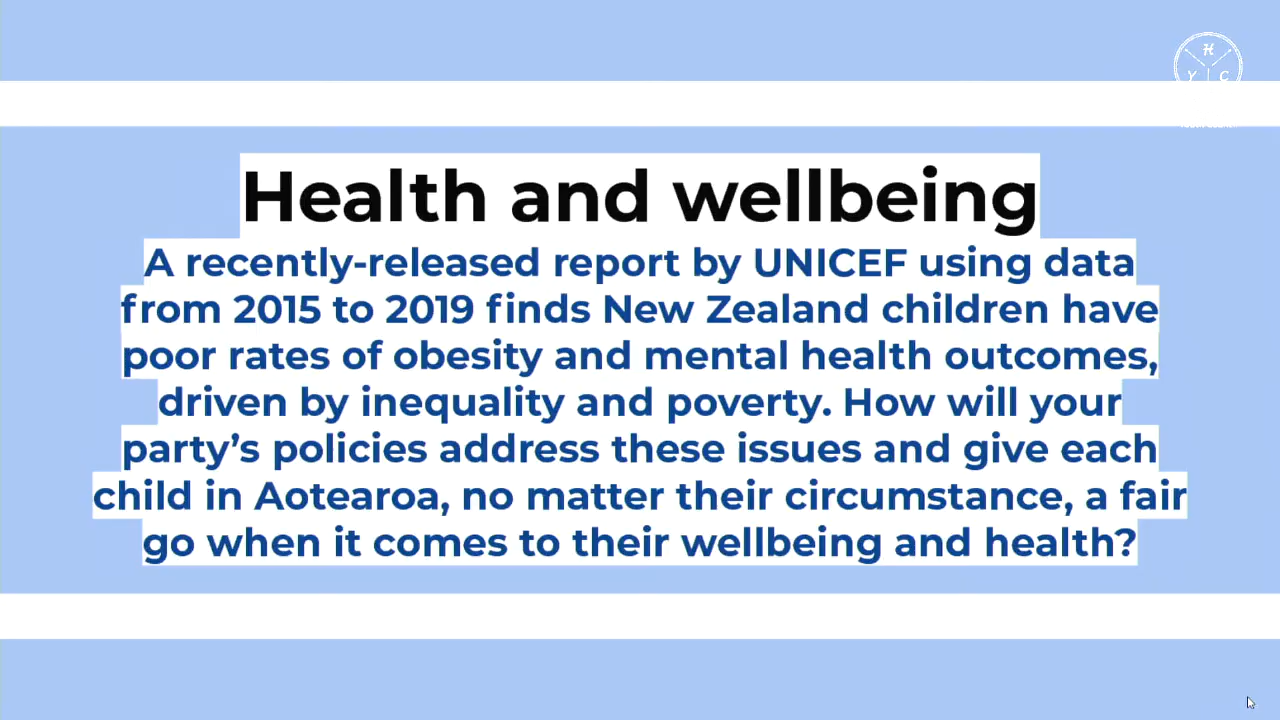 H
Y C
Health and wellbeing
A recently-released report by UNICEF using data
from 2015 to 2019 finds New Zealand children have
poor rates of obesity and mental health outcomes,
driven by inequality and poverty. How will your
party’s policies address these issues and give each
child in Aotearoa, no matter their circumstance, a fair
go when it comes to their wellbeing and health?